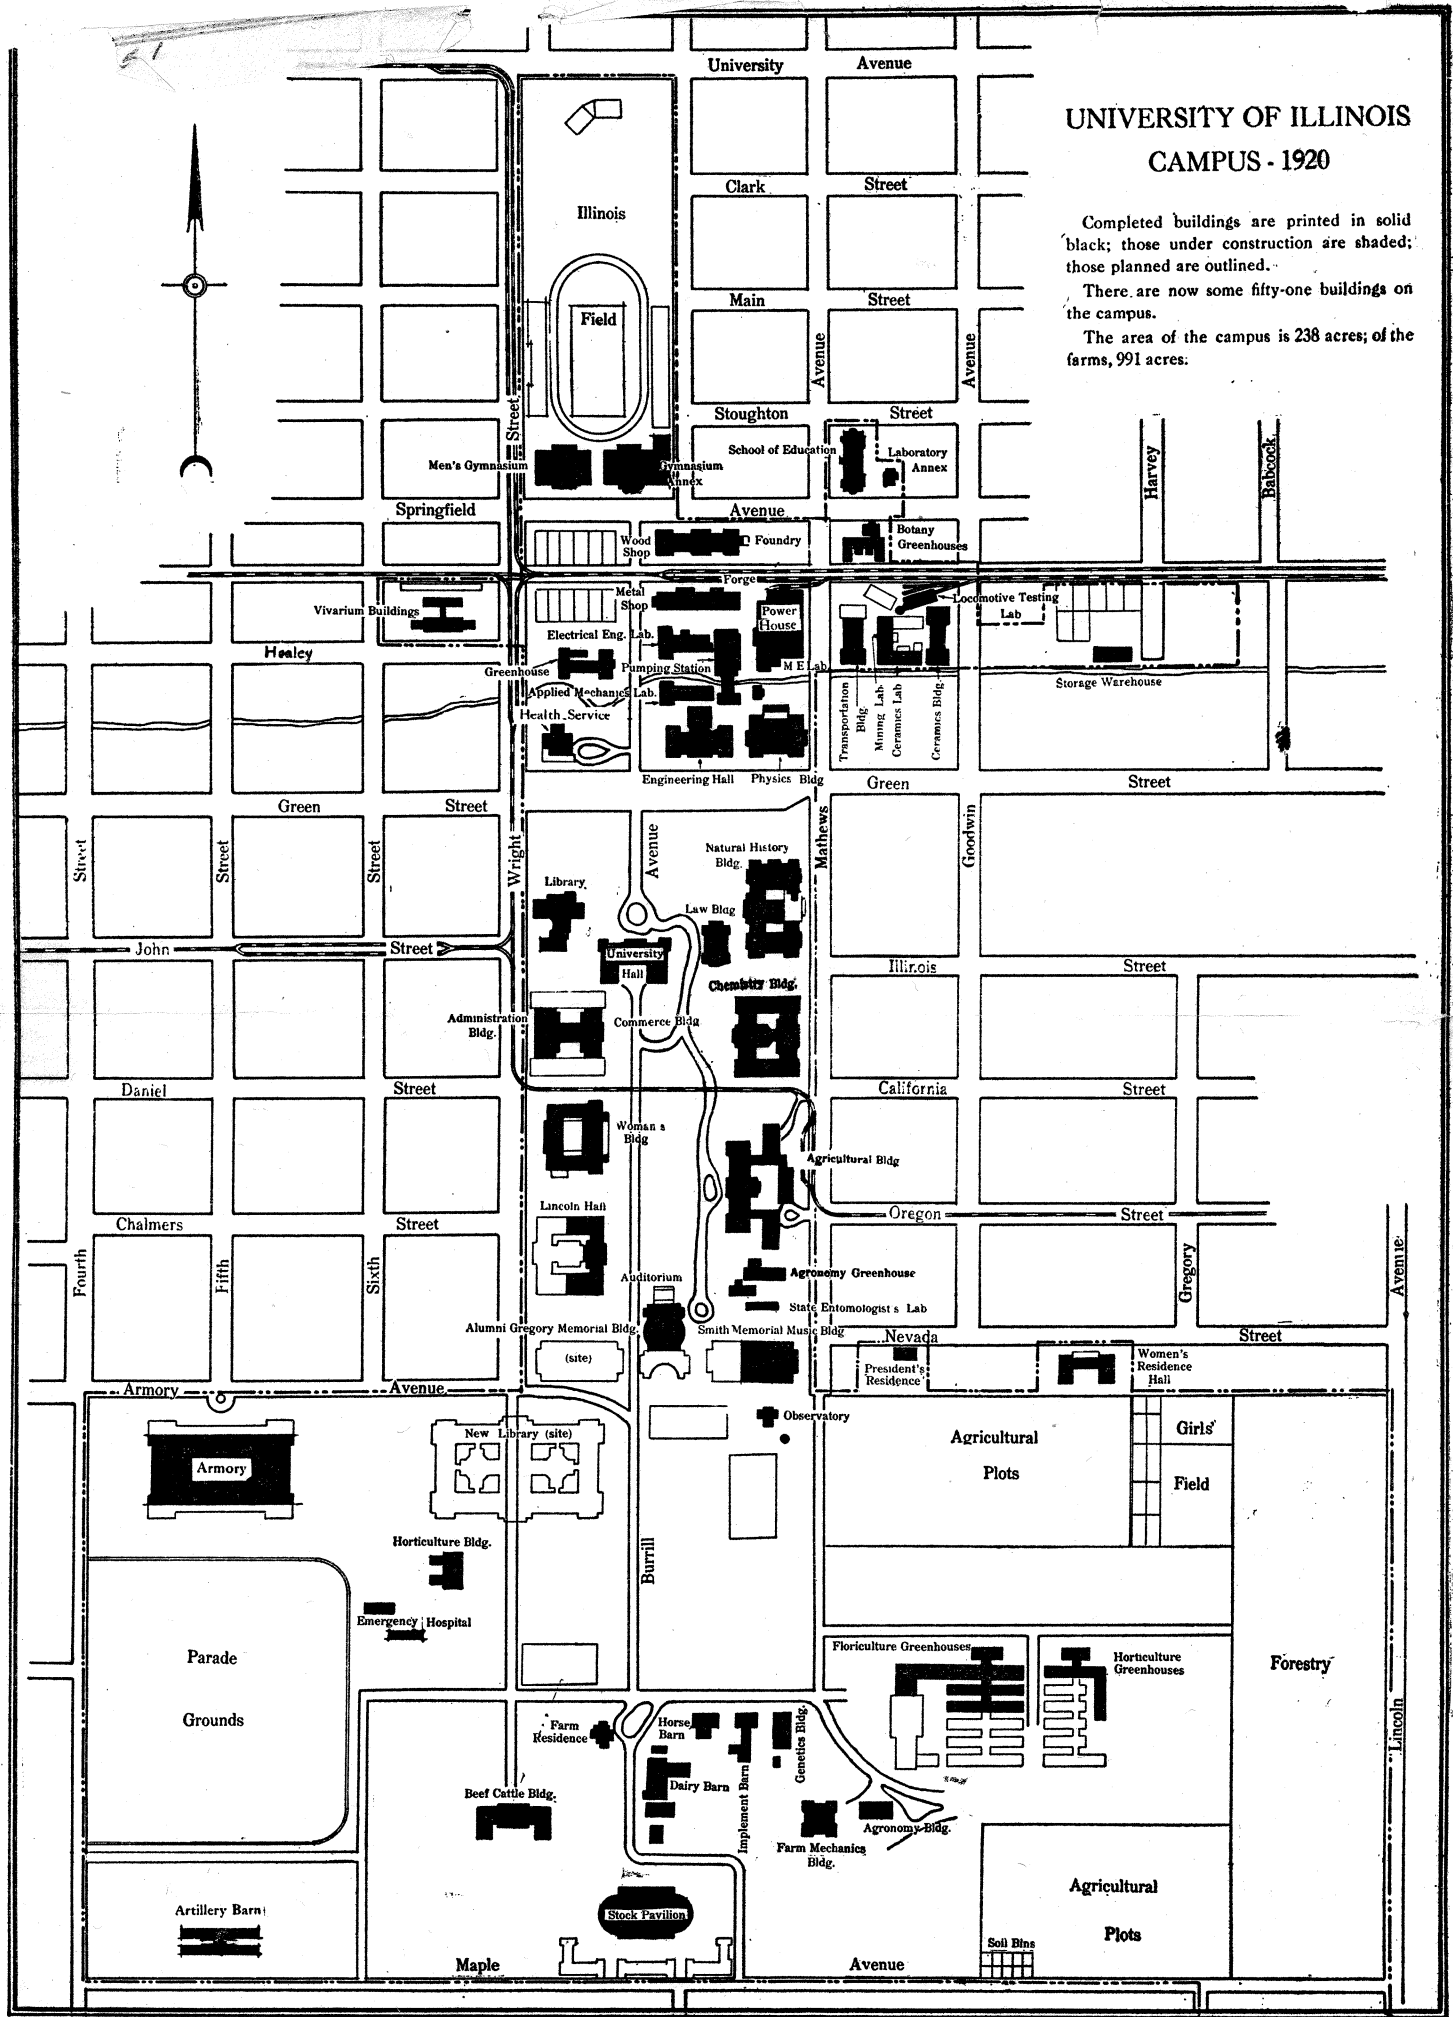 University Avenue
UNIVERSITY OF ILLINOIS
CAMPUS - 1920
Completed buildings are printed in solid
black; those under construction are shaded;
those planned are outlined.
There are now some fifty-one buildings on
the campus.
The area of the campus is 238 acres; of the
farms, 991 acres.
Clark Street
Illinois
Main Street
Field
Avenue
Avenue
Street
Stoughton Street
School of Education
Laboratory
Annex
Men's Gymnasium
Gymnasium
Annex
Harvey
Babcock
Springfield
Avenue
Wood
Shop
Foundry
Botany
Greenhouses
Forge
Metal
Shop
Power
House
Locomotive Testing
Lab
Vivarium Buildings
Electrical Eng. Lab.
Healey
Greenhouse
Pumping Station
M E Lab.
Storage Warehouse
Applied Mechanics Lab.
Health Service
Transportation
Bldg.
Mining Lab.
Ceramics Lab
Ceramics Bldg.
Engineering Hall
Physics Bldg
Green Street
Green Street
Street
Street
Street
Wright
Avenue
Mathews
Goodwin
Natural History
Bldg.
Library
Law Bldg
John Street
University
Hall
Illinois Street
Chemistry Bldg.
Administration
Bldg.
Commerce Bldg
Daniel Street
California Street
Woman's
Bldg
Agricultural Bldg
Lincoln Hall
Chalmers Street
Oregon Street
Fourth
Fifth
Sixth
Gregory
Avenue
Auditorium
Agronomy Greenhouse
State Entomologist s Lab
Alumni Gregory Memorial Bldg.
Smith Memorial Music Bldg
Nevada Street
(site)
President's
Residence
Women's
Residence
Hall
Armory Avenue
Observatory
New Library (site)
Armory
Agricultural
Plots
Girls'
Field
Horticulture Bldg.
Burrill
Emergency Hospital
Parade
Grounds
Floriculture Greenhouses
Horticulture
Greenhouses
Forestry
Lincoln
Farm
Residence
Horse
Barn
Genetics Bldg.
Dairy Barn
Implement Barn
Beef Cattle Bldg.
Agronomy Bldg.
Farm Mechanics
Bldg.
Agricultural
Plots
Artillery Barn
Stock Pavilion
Soil Bins
Maple Avenue